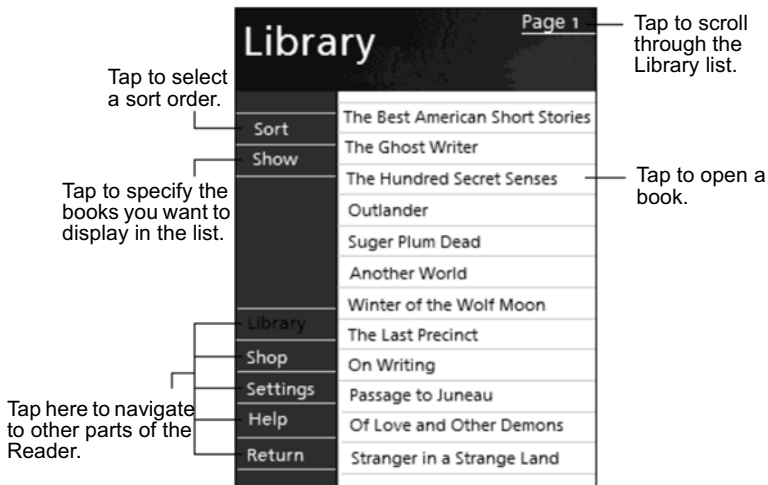 Library
Page 1
Tap to scroll
through the
Library list.
Tap to select
a sort order.
Sort
Show
Tap to specify the
books you want to
display in the list.
The Best American Short Stories
The Ghost Writer
The Hundred Secret Senses
Outlander
Suger Plum Dead
Another World
Winter of the Wolf Moon
The Last Precinct
On Writing
Passage to Juneau
Of Love and Other Demons
Stranger in a Strange Land
Tap to open a
book.
Library
Shop
Settings
Help
Return
Tap here to navigate
to other parts of the
Reader.